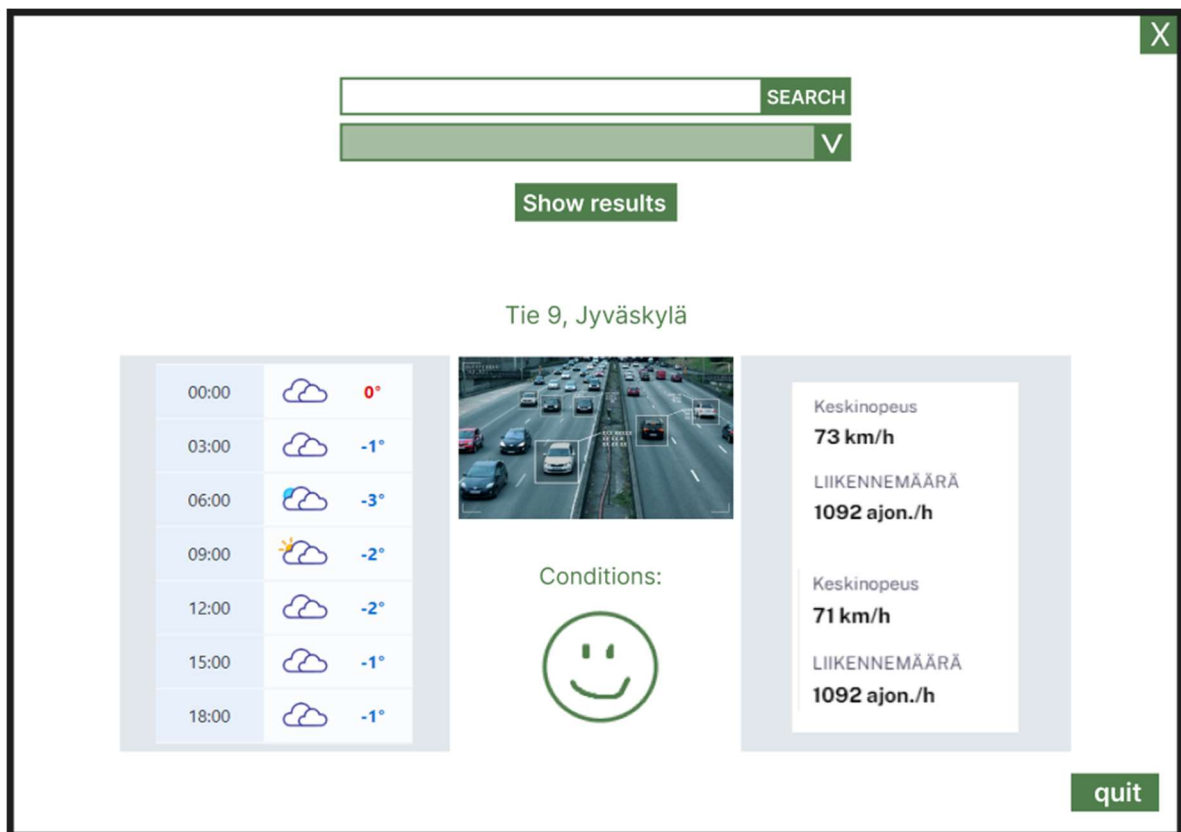 X
SEARCH
V
Show results
Tie 9, Jyväskylä
00:00 0°
03:00 -1°
06:00 -3°
09:00 -2°
12:00 -2°
15:00 -1°
18:00 -1°
Conditions:
Keskinopeus
73 km/h
LIIKENNEMÄÄRÄ
1092 ajon./h
Keskinopeus
71 km/h
LIIKENNEMÄÄRÄ
1092 ajon./h
quit